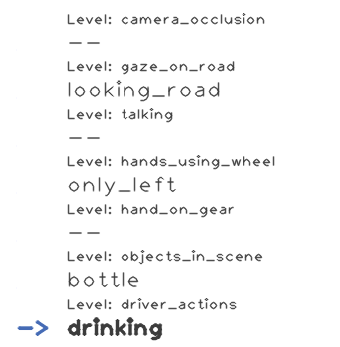 Level: camera_occlusion
--
Level: gaze_on_road
looking_road
Level: talking
--
Level: hands_using_wheel
only_left
Level: hand_on_gear
--
Level: objects_in_scene
bottle
Level: driver_actions
-> drinking